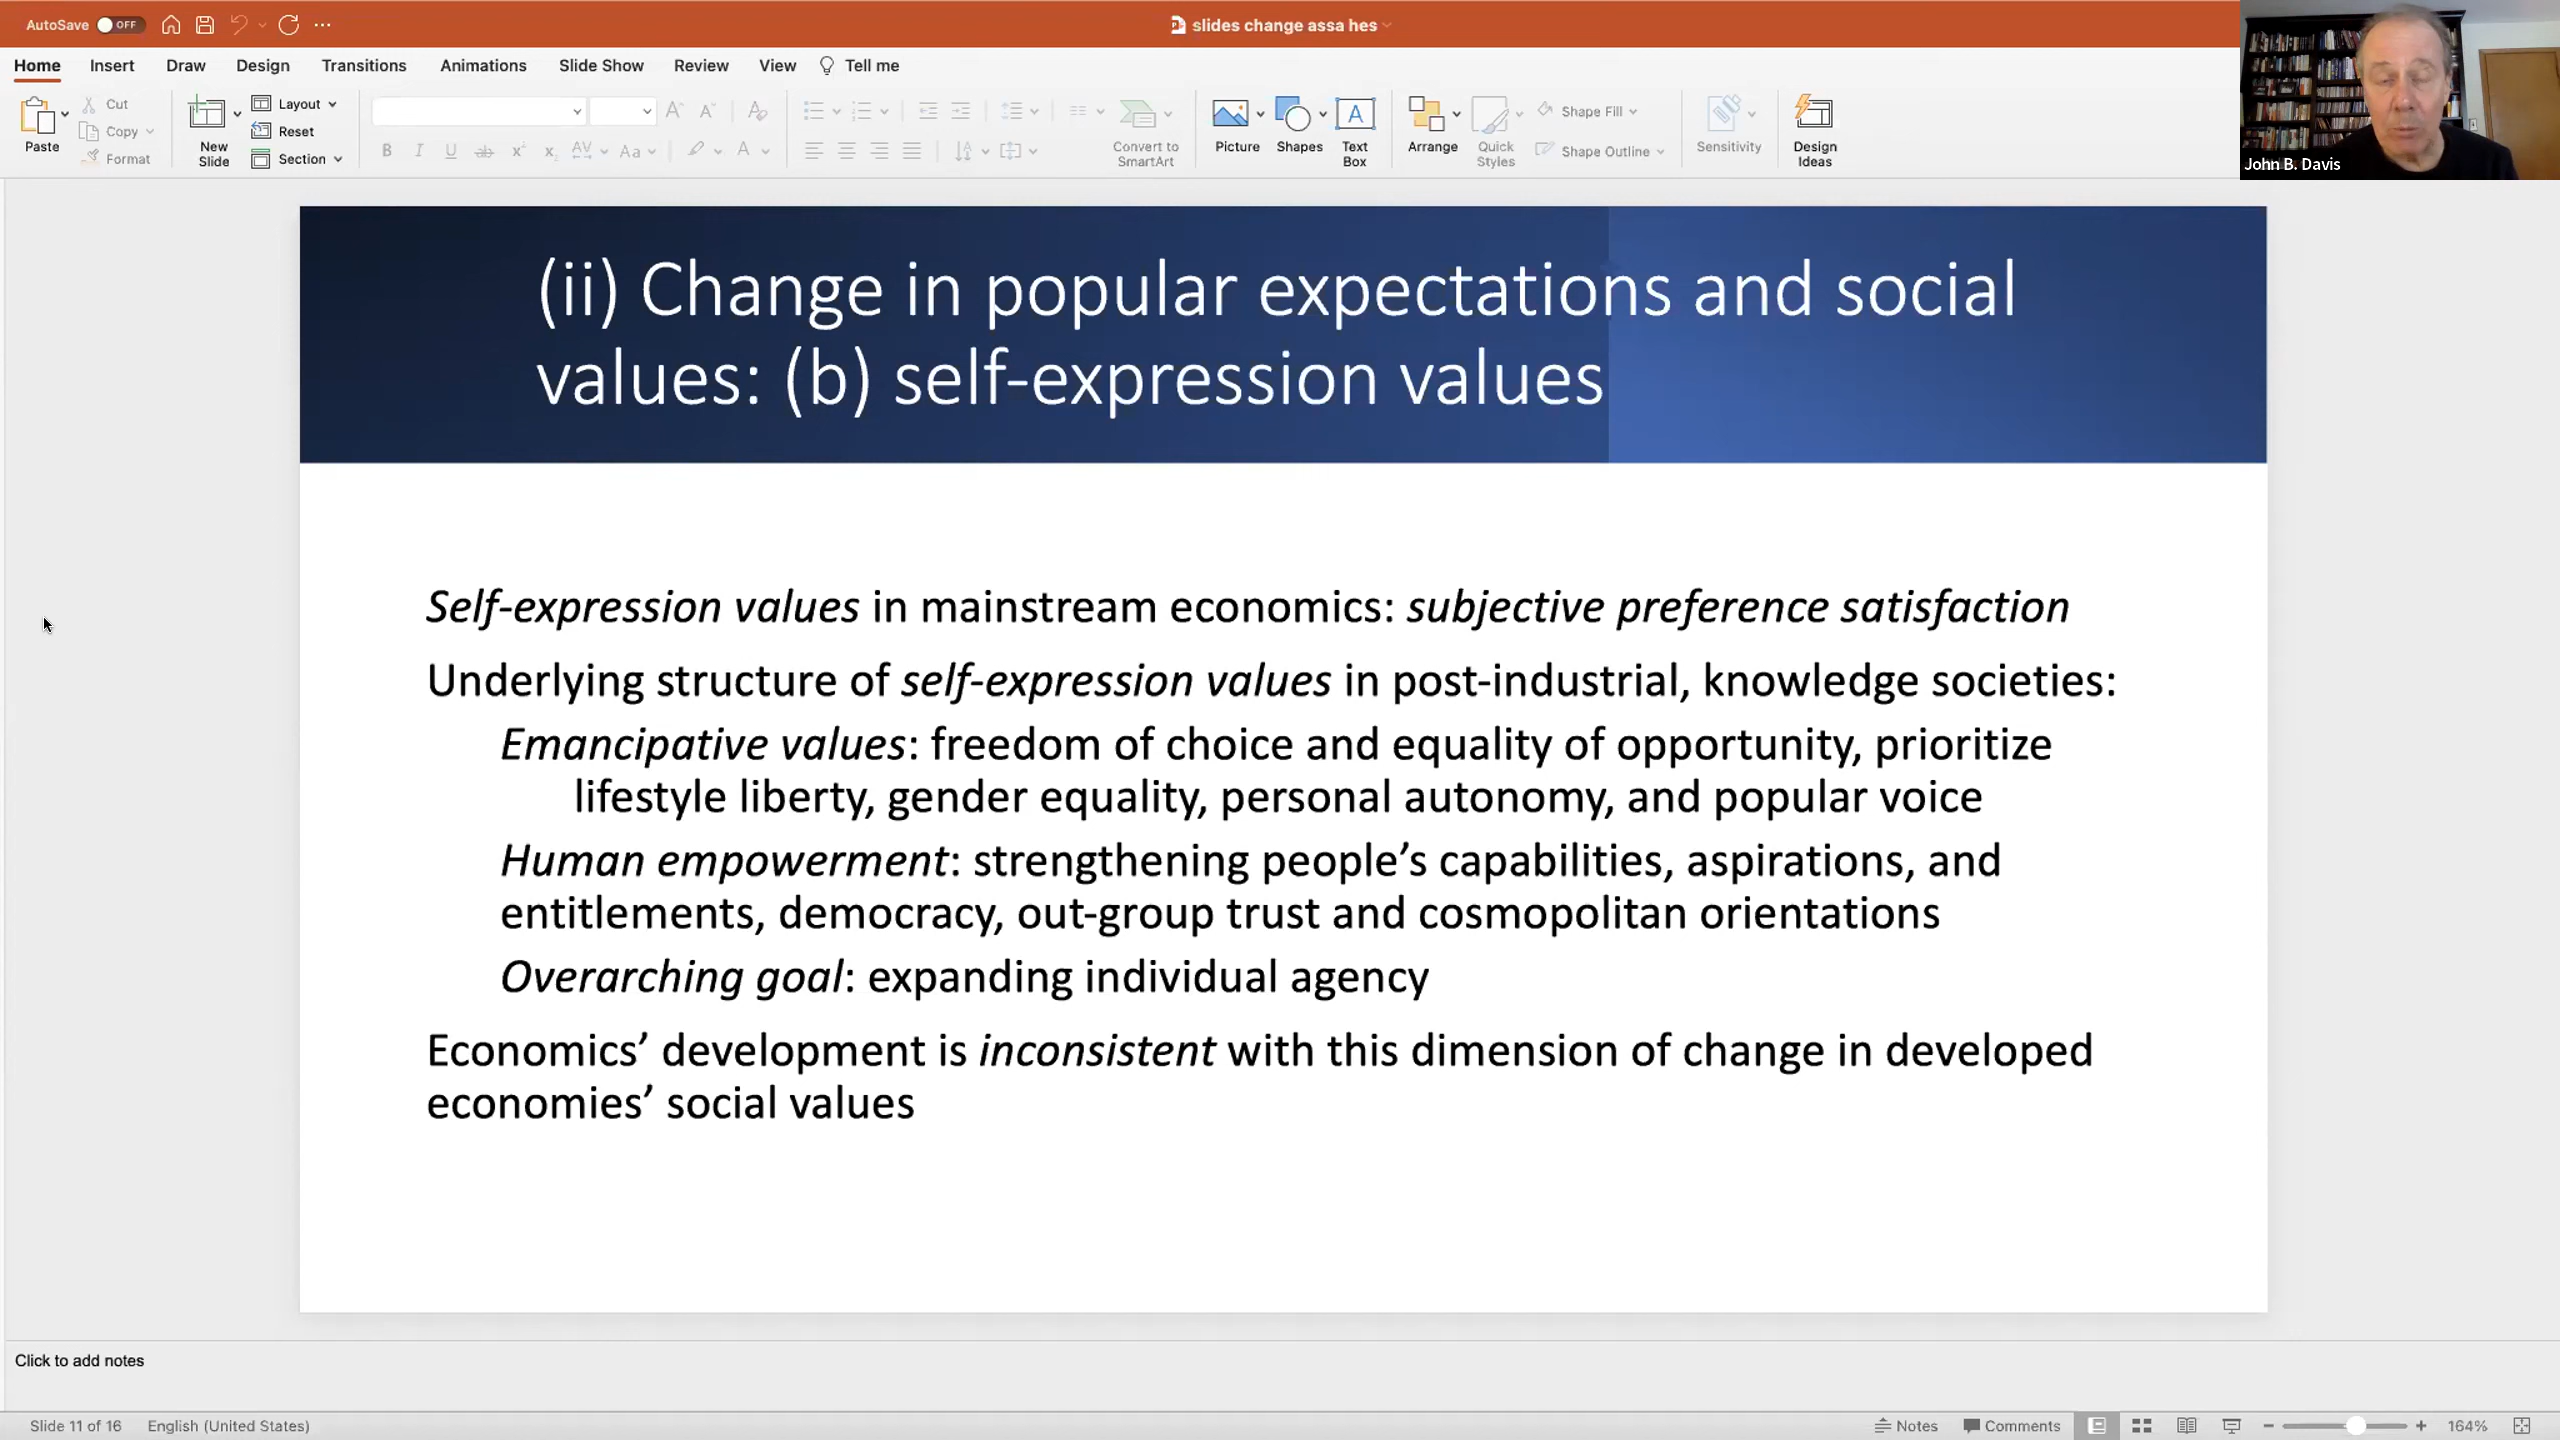 AutoSave OFF
slides change assa hes
Home Insert Draw Design Transitions Animations Slide Show Review View Tell me
Paste
Cut
Copy
Format
New Slide
Layout
Reset
Section
B I U ab x² x₂ AV Aa A
Convert to SmartArt
Picture
Shapes
Text Box
Arrange
Quick Styles
Shape Fill
Shape Outline
Sensitivity
Design Ideas
John B. Davis
(ii) Change in popular expectations and social
values: (b) self-expression values
Self-expression values in mainstream economics: subjective preference satisfaction
Underlying structure of self-expression values in post-industrial, knowledge societies:
Emancipative values: freedom of choice and equality of opportunity, prioritize
lifestyle liberty, gender equality, personal autonomy, and popular voice
Human empowerment: strengthening people’s capabilities, aspirations, and
entitlements, democracy, out-group trust and cosmopolitan orientations
Overarching goal: expanding individual agency
Economics’ development is inconsistent with this dimension of change in developed
economies’ social values
Click to add notes
Slide 11 of 16 English (United States) Notes Comments 164%